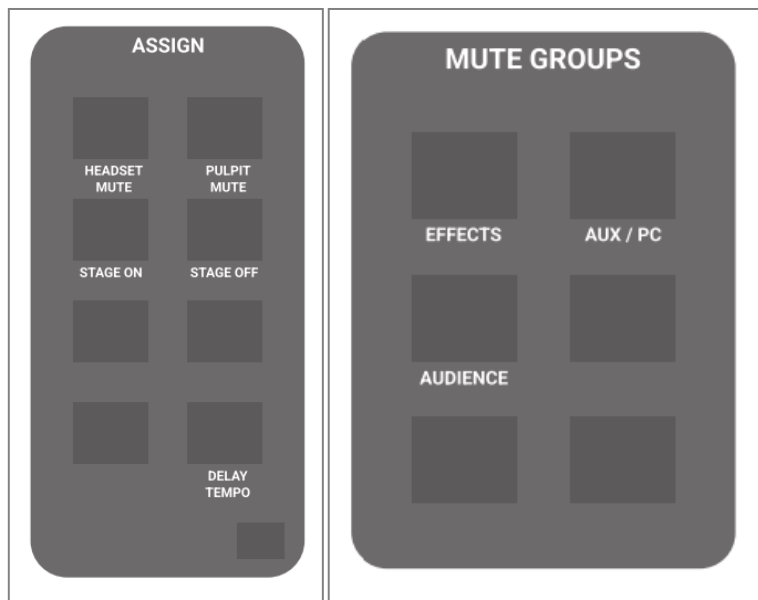 ASSIGN
HEADSET
MUTE
PULPIT
MUTE
STAGE ON
STAGE OFF
DELAY
TEMPO
MUTE GROUPS
EFFECTS
AUX / PC
AUDIENCE